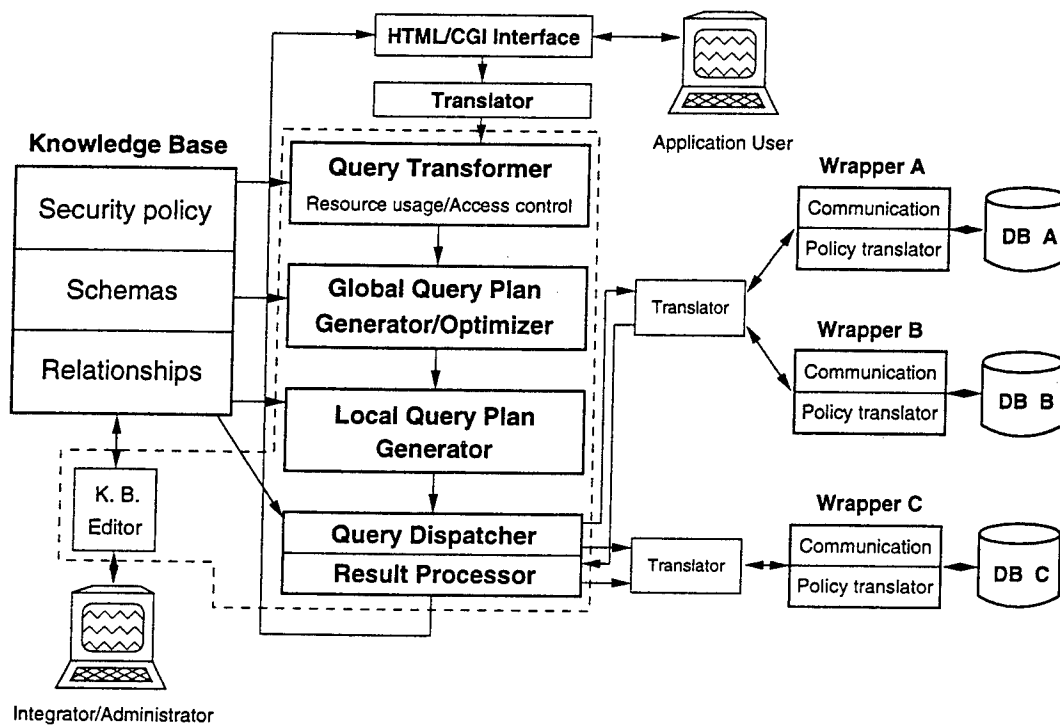 HTML/CGI Interface
Translator
Application User
Knowledge Base
Security policy
Schemas
Relationships
Query Transformer
Resource usage/Access control
Global Query Plan
Generator/Optimizer
Local Query Plan
Generator
Query Dispatcher
Result Processor
K. B.
Editor
Integrator/Administrator
Translator
Translator
Wrapper A
Communication
Policy translator
DB A
Wrapper B
Communication
Policy translator
DB B
Wrapper C
Communication
Policy translator
DB C